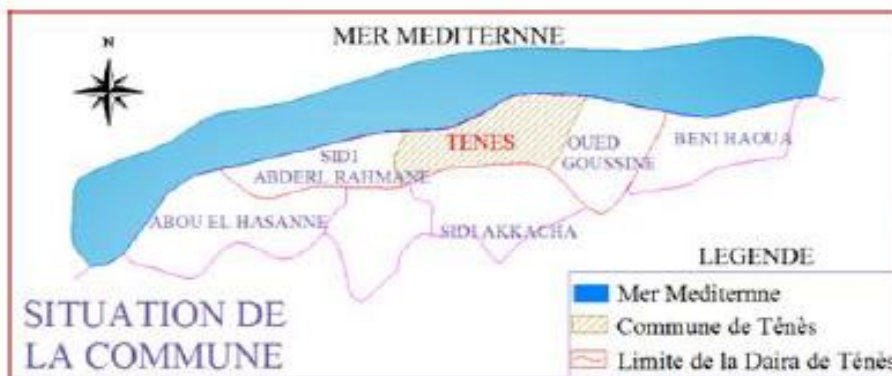 MER MEDITERNNE
N
TENES
OUED
GOUSSINE
BENI HAOUA
SIDI
ABDERL RAHMANE
ABOU EL HASANNE
SIDI AKKACHA
LEGENDE
Mer Mediternne
Commune de Ténès
Limite de la Daira de Ténès
SITUATION DE
LA COMMUNE